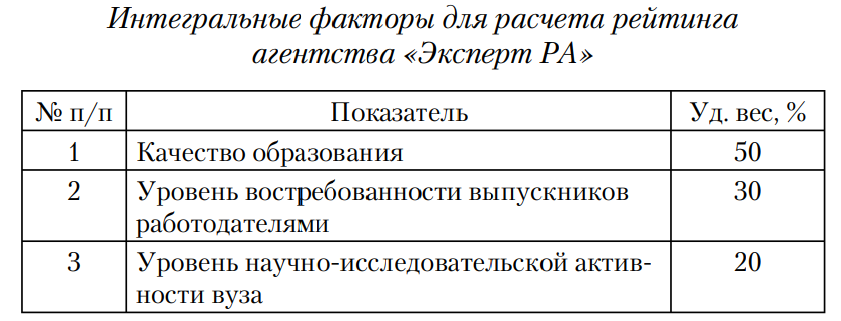 Интегральные факторы для расчета рейтинга
агентства «Эксперт РА»
№ п/п Показатель Уд. вес, %
1 Качество образования 50
2 Уровень востребованности выпускников 30
работодателями
3 Уровень научно-исследовательской актив- 20
ности вуза